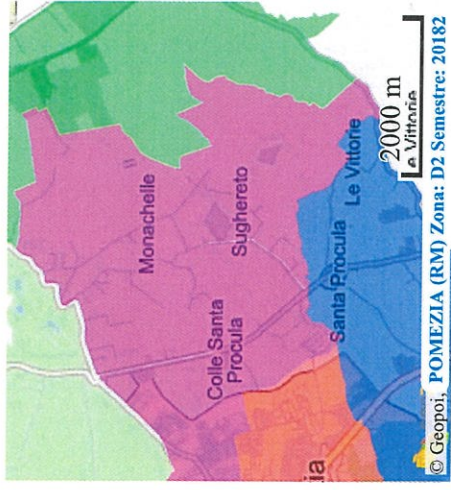 Monachelle
Colle Santa
Procula
Sughereto
Le Vittorie
Santa Procula
ia
2000 m
Le Vittorie
© Geopoi, POMEZIA (RM) Zona: D2 Semestre: 20182